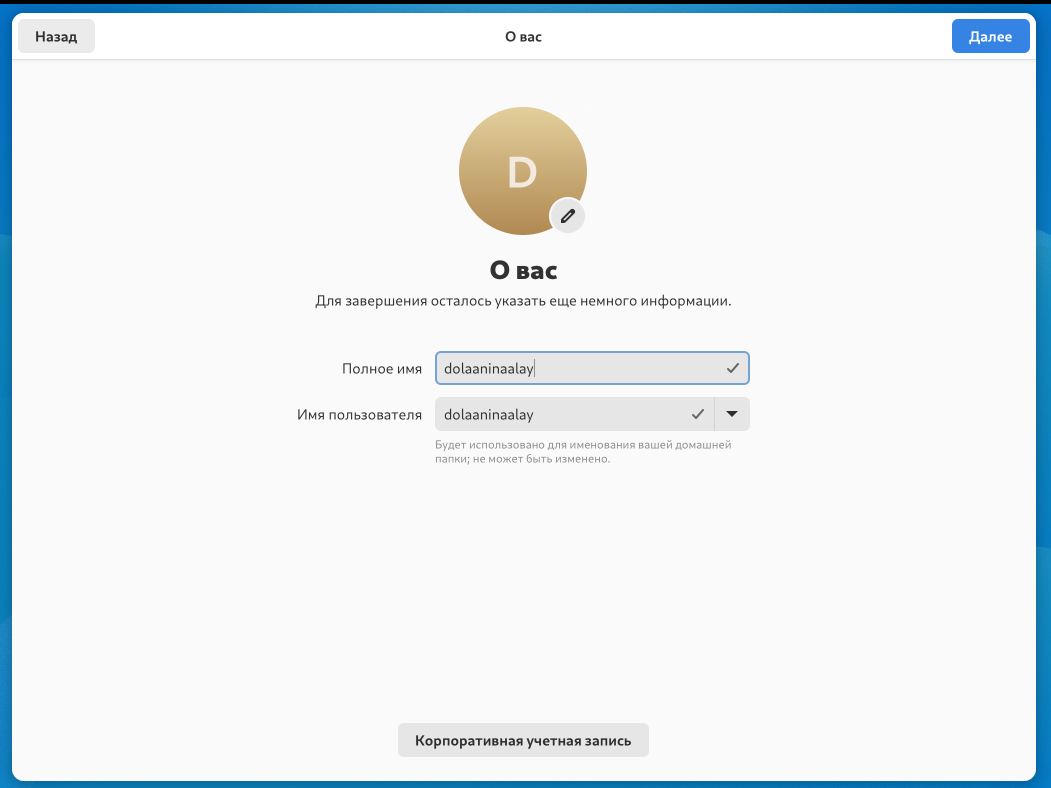 Назад
О вас
Далее
D
О вас
Для завершения осталось указать еще немного информации.
Полное имя
dolaaninaalay
Имя пользователя
dolaaninaalay
Будет использовано для именования вашей домашней
папки; не может быть изменено.
Корпоративная учетная запись